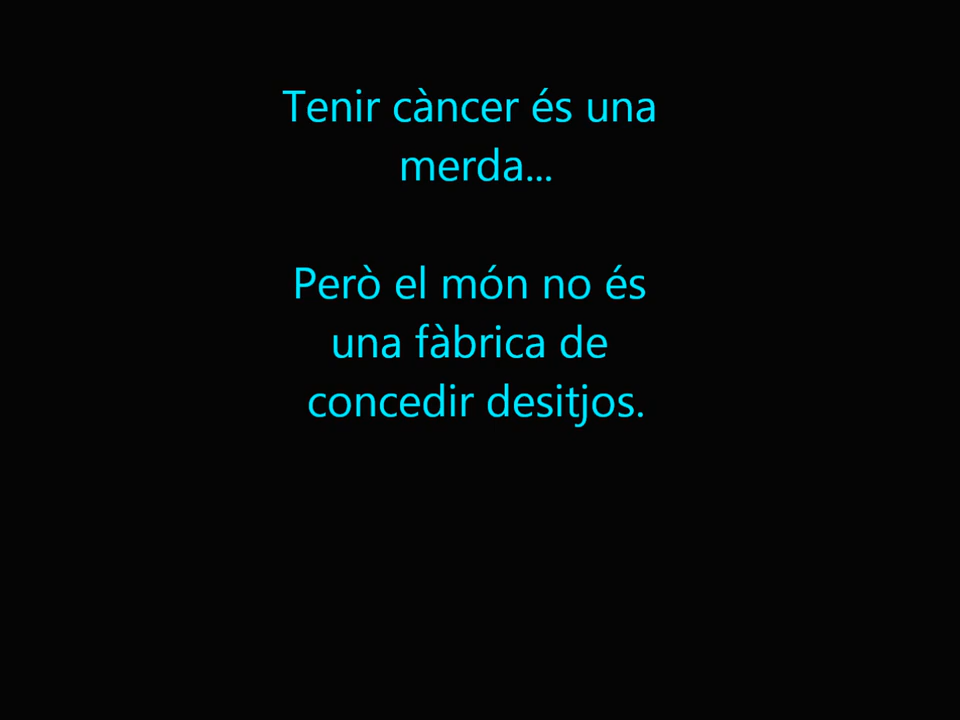 Tenir càncer és una
merda...
Però el món no és
una fàbrica de
concedir desitjos.